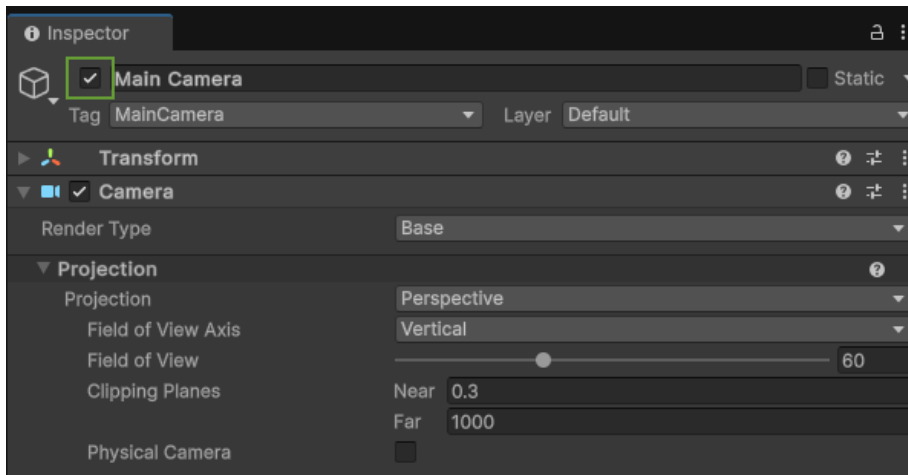 Inspector
Main Camera Static
Tag MainCamera Layer Default
Transform
Camera
Render Type Base
Projection
Projection Perspective
Field of View Axis Vertical
Field of View 60
Clipping Planes Near 0.3
Far 1000
Physical Camera